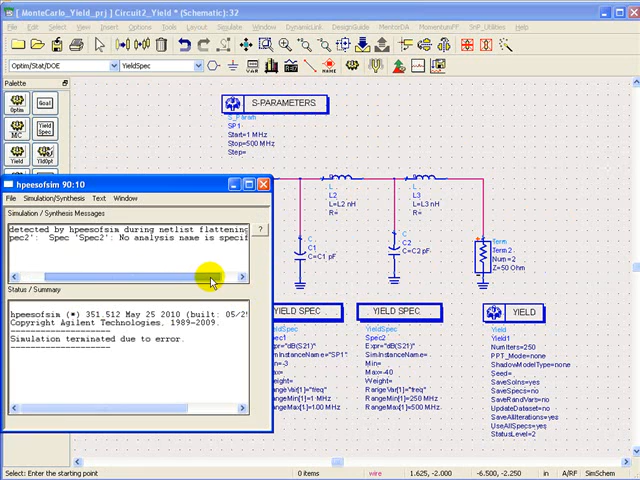 [ MonteCarlo_Yield_prj ] Circuit2_Yield * (Schematic):32
File Edit Select View Insert Options Tools Layout Simulate Window DynamicLink DesignGuide MentorDA MomentumPF SnP_Utilities Help
Optim/Stat/DOE YieldSpec
VAR
NAME
Palette
Optim Goal
MC Yield Spec
Yield YldOpt
S-PARAMETERS
S_Param
SP1
Start=1 MHz
Stop=500 MHz
Step=
hpeesofsim 90:10
File Simulation/Synthesis Text Window
Simulation / Synthesis Messages
detected by hpeesofsim during netlist flattening
pec2': Spec 'Spec2': No analysis name is specif
?
Status / Summary
hpeesofsim (*) 351.512 May 25 2010 (built: 05/25
Copyright Agilent Technologies, 1989-2009.
Simulation terminated due to error.
L
L2
L=L2 nH
R=
L
L3
R=
C
C1
C=C1 pF
C
C2
C=C2 pF
Term
Term2
Num=2
Z=50 Ohm
YIELD SPEC
YieldSpec
Expr="dB(S21)"
SimInstanceName="SP1"
Min=-3
Max=
Weight=
RangeVar[1]="freq"
RangeMin[1]=
RangeMax[1]=100 MHz
YIELD SPEC
YieldSpec
Spec2
Expr="dB(S21)"
SimInstanceName=
Min=
Max=-40
Weight=
RangeVar[1]="freq"
RangeMin[1]=250 MHz
RangeMax[1]=500 MHz
YIELD
Yield
Yield1
NumIters=250
PPT_Mode=none
ShadowModelType=none
Seed=
SaveSolns=yes
SaveSpecs=yes
SaveRandVars=no
UpdateDataset=no
SaveAllIterations=yes
UseAllSpecs=yes
StatusLevel=2
Select: Enter the starting point 0 items wire 1.625, -2.000 -6.500, -2.250 in A/RF SimSchem